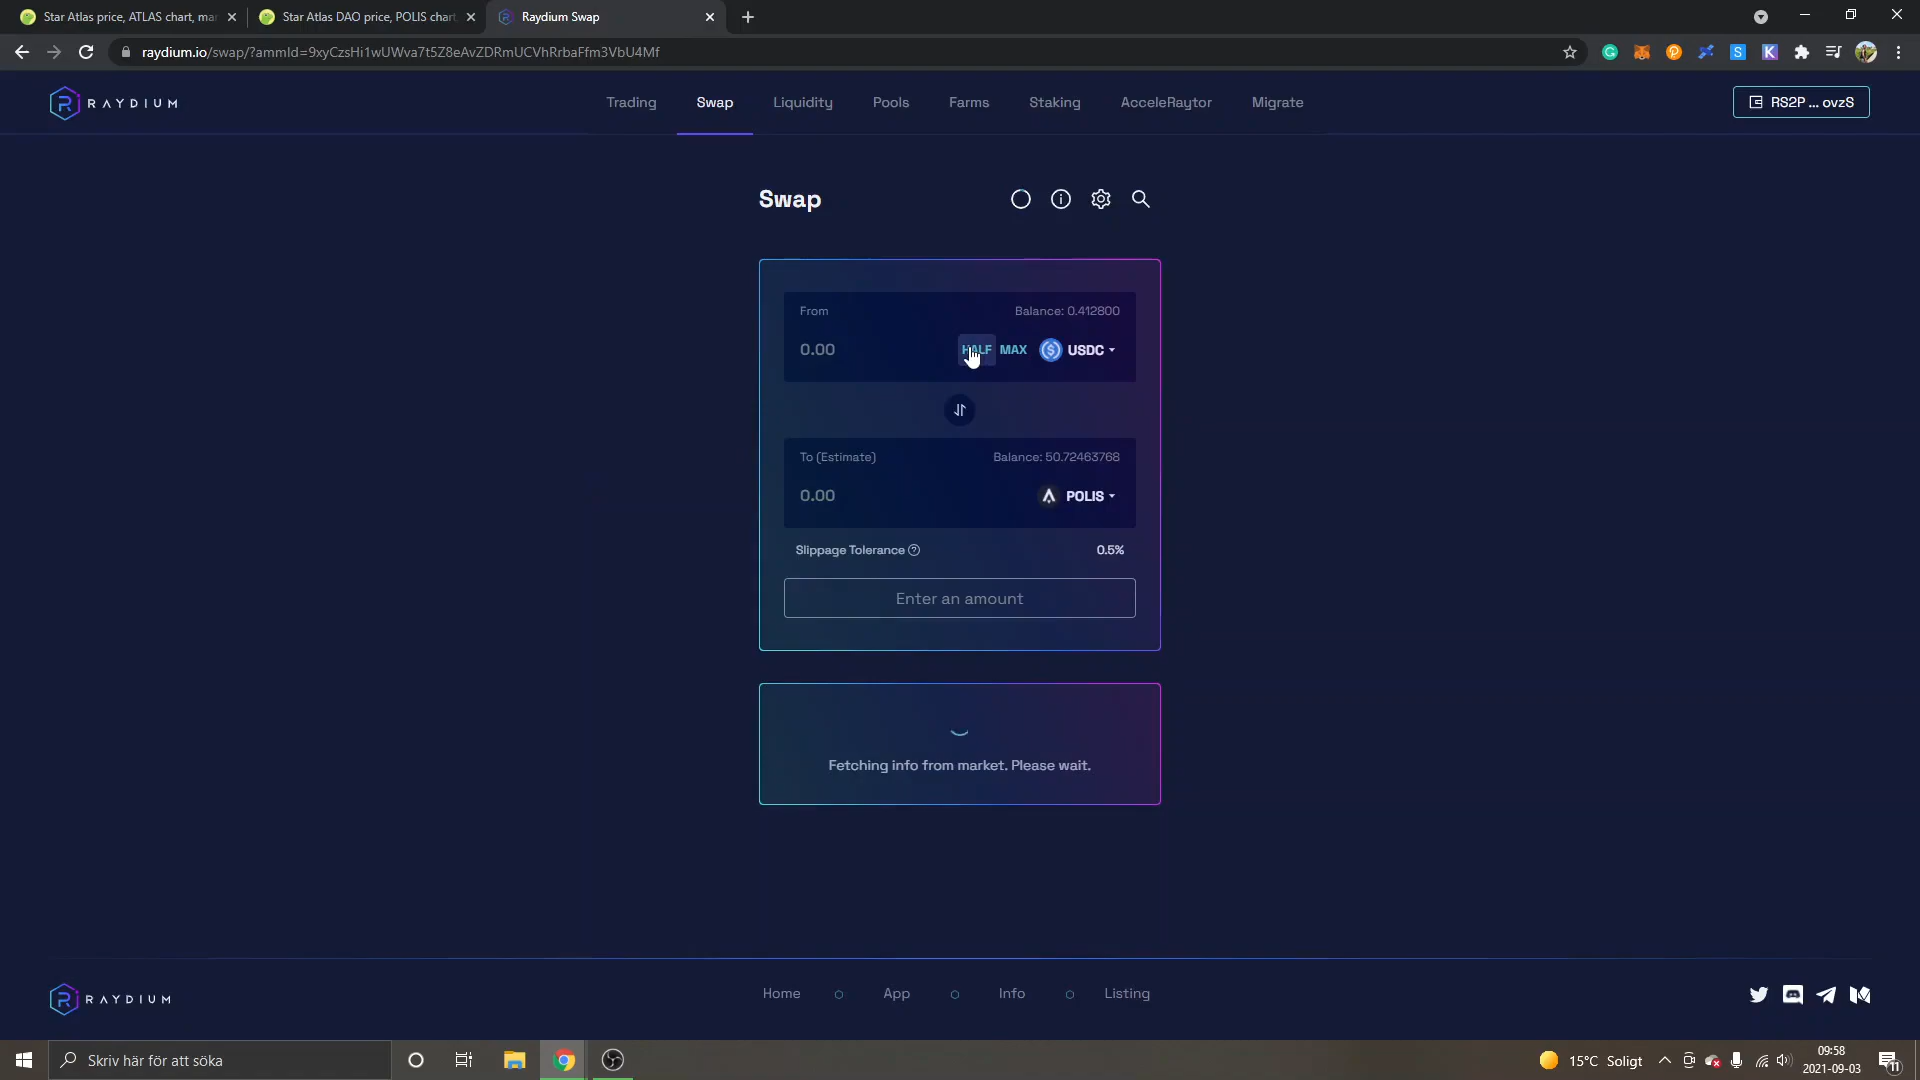 Star Atlas price, ATLAS chart, mar
Star Atlas DAO price, POLIS chart,
Raydium Swap
raydium.io/swap/?ammId=9xyCzsHi1wUWva7t5Z8eAvZDRmUCVhRrbaFfm3VbU4Mf
RAYDIUM
Trading
Swap
Liquidity
Pools
Farms
Staking
AcceleRaytor
Migrate
RS2P ... ovzS
Swap
From
Balance: 0.412800
0.00
HALF MAX
USDC
To (Estimate)
Balance: 50.72463768
0.00
POLIS
Slippage Tolerance
0.5%
Enter an amount
Fetching info from market. Please wait.
RAYDIUM
Home
App
Info
Listing
Skriv här för att söka
15°C Soligt
09:58
2021-09-03
11